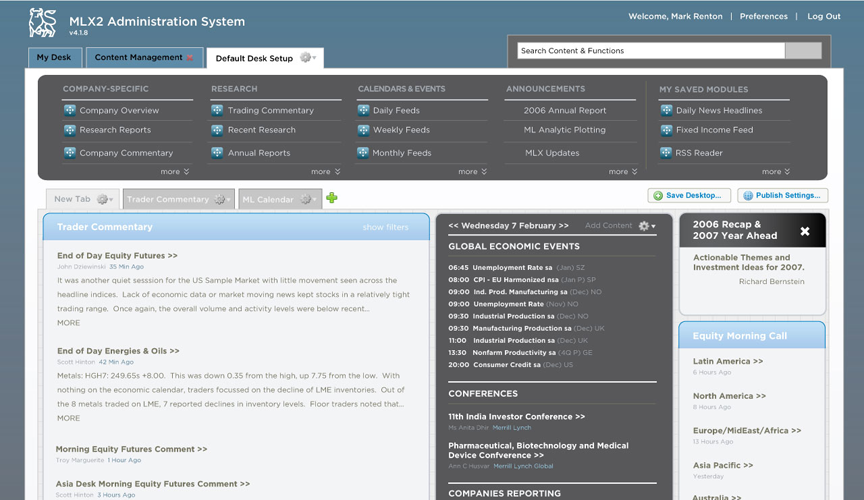 MLX2 Administration System
v4.1.8
Welcome, Mark Renton | Preferences | Log Out
My Desk
Content Management
Default Desk Setup
Search Content & Functions
COMPANY-SPECIFIC
Company Overview
Research Reports
Company Commentary
more
RESEARCH
Trading Commentary
Recent Research
Annual Reports
more
CALENDARS & EVENTS
Daily Feeds
Weekly Feeds
Monthly Feeds
more
ANNOUNCEMENTS
2006 Annual Report
ML Analytic Plotting
MLX Updates
more
MY SAVED MODULES
Daily News Headlines
Fixed Income Feed
RSS Reader
more
New Tab
Trader Commentary
ML Calendar
Save Desktop...
Publish Settings...
Trader Commentary
show filters
End of Day Equity Futures >>
John Dziewinski 35 Min Ago
It was another quiet sesssion for the US Sample Market with little movement seen across the
headline indices. Lack of economic data or market moving news kept stocks in a relatively tight
trading range. Once again, the overall volume and activity levels were below recent...
MORE
End of Day Energies & Oils >>
Scott Hinton 42 Min Ago
Metals: HGH7: 249.65s +8.00. This was down 0.35 from the high, up 7.75 from the low. With
nothing on the economic calendar, traders focussed on the decline of LME inventories. Out of
the 8 metals traded on LME, 7 reported declines in inventory levels. Floor traders noted that...
MORE
Morning Equity Futures Comment >>
Troy Marguerite 1 Hour Ago
Asia Desk Morning Equity Futures Comment >>
Scott Hinton 3 Hours Ago
<< Wednesday 7 February >>
Add Content
GLOBAL ECONOMIC EVENTS
06:45 Unemployment Rate sa (Jan) SZ
08:00 CPI - EU Harmonized nsa (Jan P) SP
09:00 Ind. Prod. Manufacturing sa (Dec) NO
09:00 Unemployment Rate (Nov) NO
09:30 Industrial Production sa (Dec) NO
09:30 Manufacturing Production sa (Dec) UK
11:00 Industrial Production sa (Dec) UK
13:30 Nonfarm Productivity sa (4Q P) GE
20:00 Consumer Credit sa (Dec) US
CONFERENCES
11th India Investor Conference >>
Ms Anita Dhir Merrill Lynch
Pharmaceutical, Biotechnology and Medical
Device Conference >>
Ann C Husvar Merrill Lynch Global
COMPANIES REPORTING
2006 Recap &
2007 Year Ahead
Actionable Themes and
Investment Ideas for 2007.
Richard Bernstein
Equity Morning Call
Latin America >>
6 Hours Ago
North America >>
8 Hours Ago
Europe/MidEast/Africa >>
13 Hours Ago
Asia Pacific >>
Yesterday
Australia >>